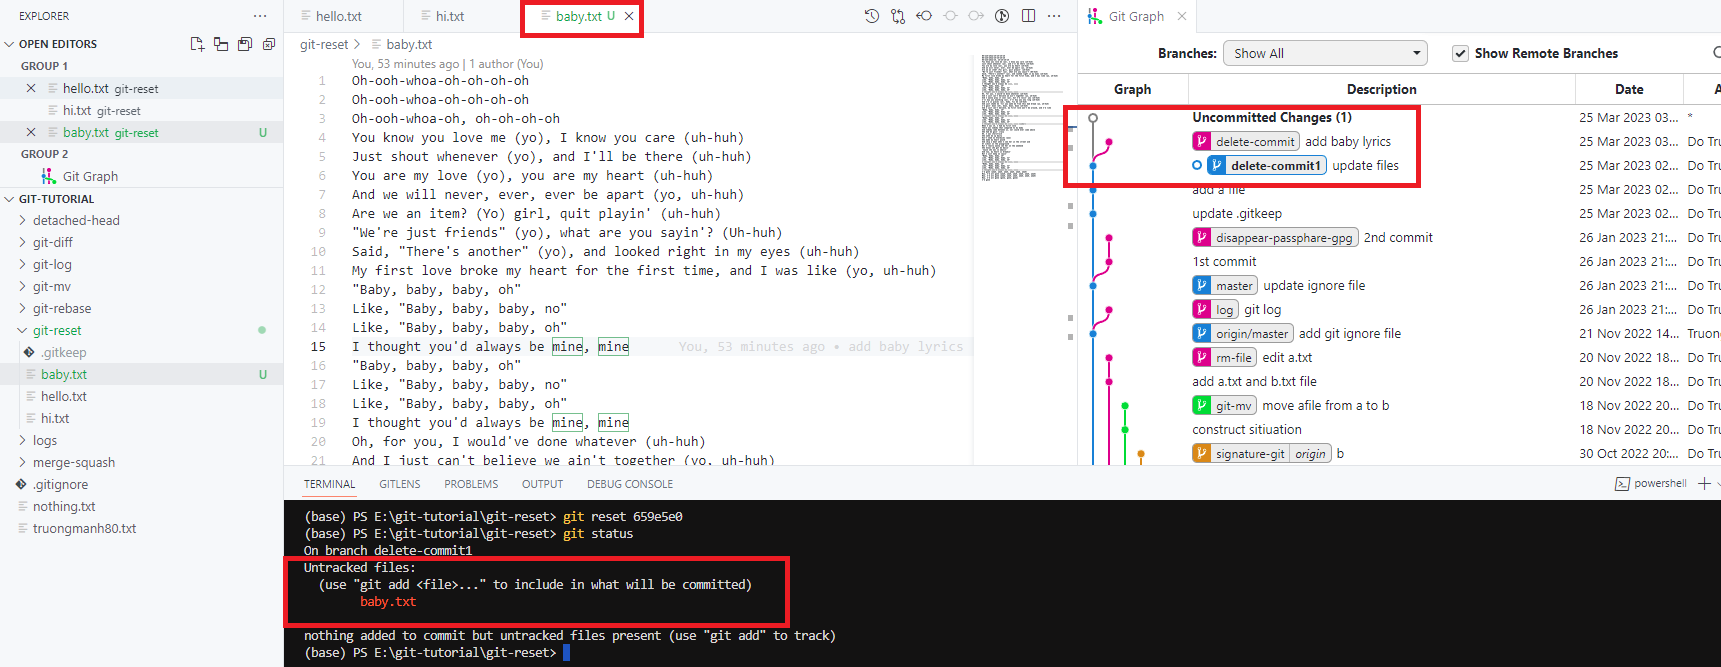 EXPLORER
OPEN EDITORS
GROUP 1
hello.txt git-reset
hi.txt git-reset
baby.txt git-reset U
GROUP 2
Git Graph
GIT-TUTORIAL
detached-head
git-diff
git-log
git-mv
git-rebase
git-reset
.gitkeep
baby.txt U
hello.txt
hi.txt
logs
merge-squash
.gitignore
nothing.txt
truongmanh80.txt
hello.txt
hi.txt
baby.txt U
git-reset > baby.txt
You, 53 minutes ago | 1 author (You)
1 Oh-ooh-whoa-oh-oh-oh-oh
2 Oh-ooh-whoa-oh-oh-oh-oh
3 Oh-ooh-whoa-oh, oh-oh-oh-oh
4 You know you love me (yo), I know you care (uh-huh)
5 Just shout whenever (yo), and I'll be there (uh-huh)
6 You are my love (yo), you are my heart (uh-huh)
7 And we will never, ever, ever be apart (yo, uh-huh)
8 Are we an item? (Yo) girl, quit playin' (uh-huh)
9 "We're just friends" (yo), what are you sayin'? (Uh-huh)
10 Said, "There's another" (yo), and looked right in my eyes (uh-huh)
11 My first love broke my heart for the first time, and I was like (yo, uh-huh)
12 "Baby, baby, baby, oh"
13 Like, "Baby, baby, baby, no"
14 Like, "Baby, baby, baby, oh"
15 I thought you'd always be mine, mine You, 53 minutes ago • add baby lyrics
16 "Baby, baby, baby, oh"
17 Like, "Baby, baby, baby, no"
18 Like, "Baby, baby, baby, oh"
19 I thought you'd always be mine, mine
20 Oh, for you, I would've done whatever (uh-huh)
21 And I just can't believe we ain't together (yo, uh-huh)
Git Graph
Branches: Show All Show Remote Branches
Graph Description Date A
Uncommitted Changes (1) 25 Mar 2023 03... *
delete-commit add baby lyrics 25 Mar 2023 03... Do Tru
delete-commit1 update files 25 Mar 2023 02... Do Tru
add a file 25 Mar 2023 02... Do Tru
update .gitkeep 25 Mar 2023 02... Do Tru
disappear-passphare-gpg 2nd commit 26 Jan 2023 21:... Do Tru
1st commit 26 Jan 2023 21:... Do Tru
master update ignore file 26 Jan 2023 21:... Do Tru
log git log 26 Jan 2023 21:... Do Tru
origin/master add git ignore file 21 Nov 2022 14... Truon
rm-file edit a.txt 20 Nov 2022 18... Do Tru
add a.txt and b.txt file 20 Nov 2022 18... Do Tru
git-mv move afile from a to b 18 Nov 2022 20... Do Tru
construct sitiuation 18 Nov 2022 20... Do Tru
signature-git origin b 30 Oct 2022 20:... Do Tru
TERMINAL GITLENS PROBLEMS OUTPUT DEBUG CONSOLE powershell
(base) PS E:\git-tutorial\git-reset> git reset 659e5e0
(base) PS E:\git-tutorial\git-reset> git status
On branch delete-commit1
Untracked files:
(use "git add <file>..." to include in what will be committed)
baby.txt
nothing added to commit but untracked files present (use "git add" to track)
(base) PS E:\git-tutorial\git-reset>